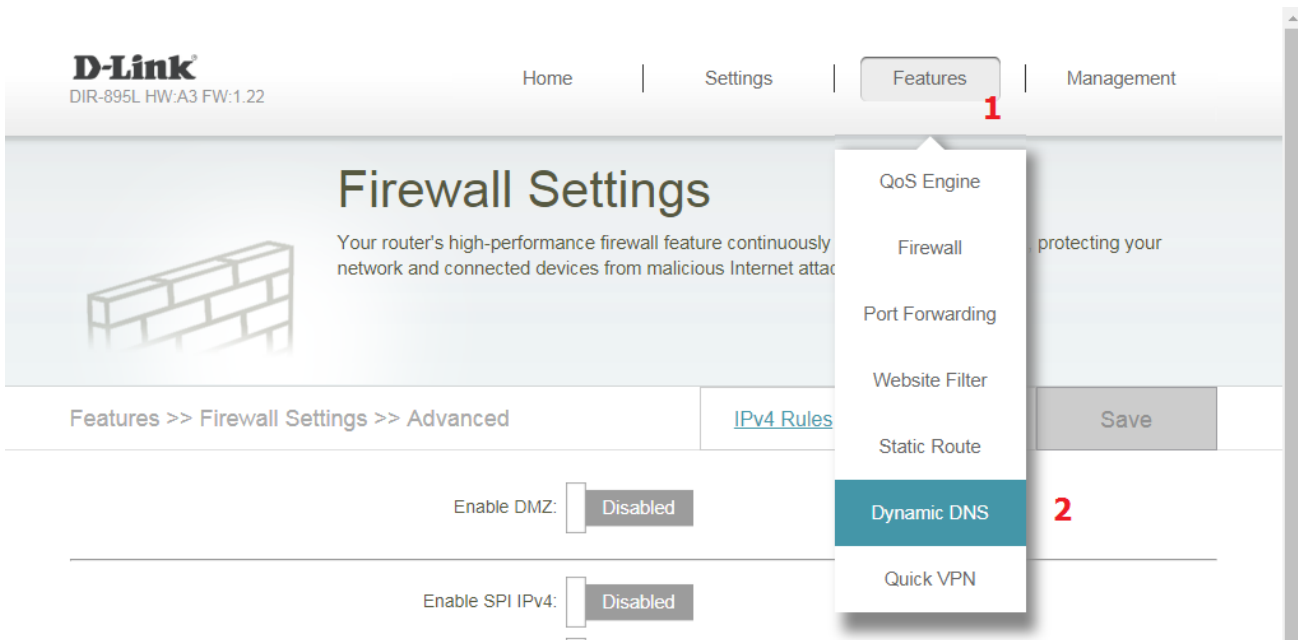 D-Link
DIR-895L HW:A3 FW:1.22
Home
Settings
Features
Management
1
Firewall Settings
Your router's high-performance firewall feature continuously
, protecting your
network and connected devices from malicious Internet
QoS Engine
Firewall
Port Forwarding
Website Filter
Static Route
Dynamic DNS
2
Quick VPN
Features >> Firewall Settings >> Advanced
IPv4 Rules
Save
Enable DMZ:
Disabled
Enable SPI IPv4:
Disabled